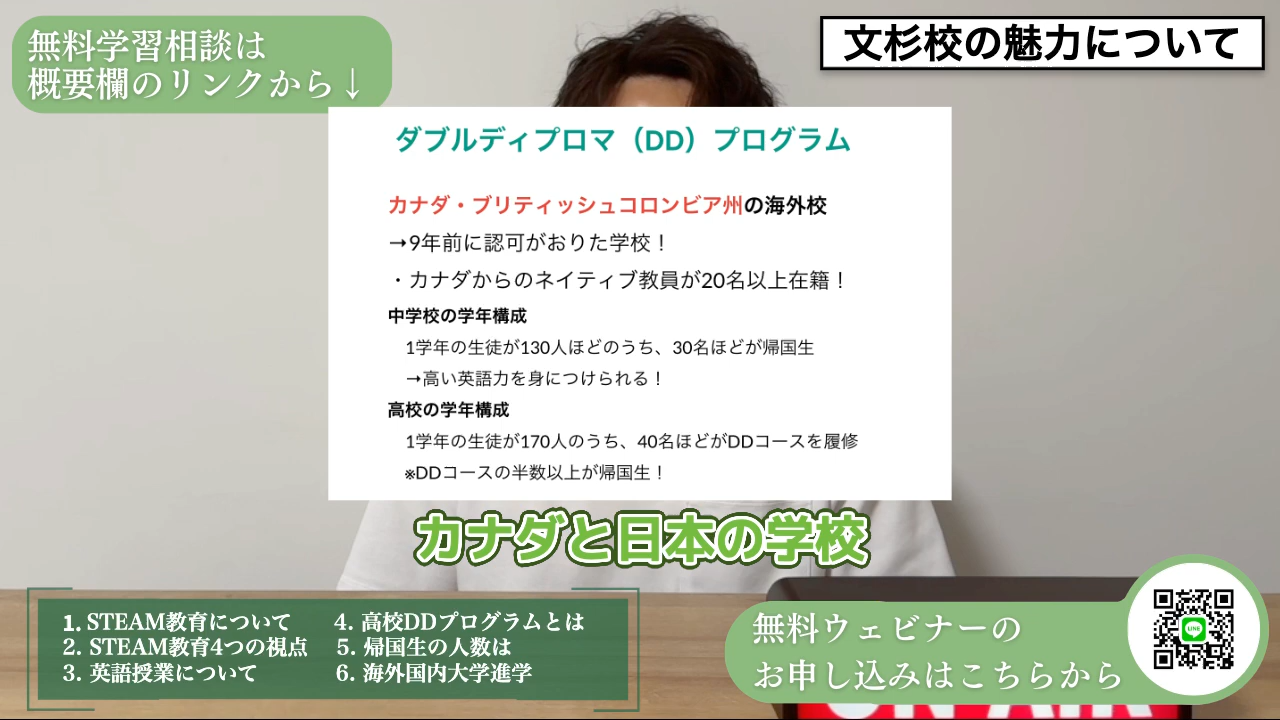 無料学習相談は
概要欄のリンクから↓
文杉校の魅力について
ダブルディプロマ（DD）プログラム
カナダ・ブリティッシュコロンビア州の海外校
→9年前に認可がおりた学校！
・カナダからのネイティブ教員が20名以上在籍！
中学校の学年構成
1学年の生徒が130人ほどのうち、30名ほどが帰国生
→高い英語力を身につけられる！
高校の学年構成
1学年の生徒が170人のうち、40名ほどがDDコースを履修
※DDコースの半数以上が帰国生！
カナダと日本の学校
1. STEAM教育について
2. STEAM教育4つの視点
3. 英語授業について
4. 高校DDプログラムとは
5. 帰国生の人数は
6. 海外国内大学進学
無料ウェビナーの
お申し込みはこちらから
LINE
ON AIR